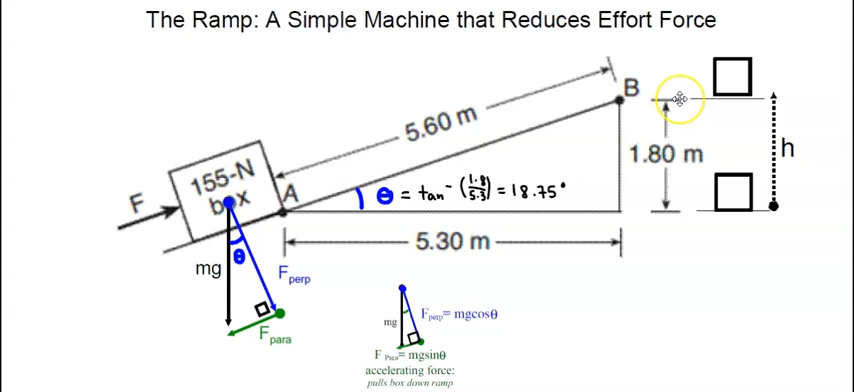 The Ramp: A Simple Machine that Reduces Effort Force
B
5.60 m
155-N
box
A
F
θ = tan⁻ (1.8/5.3) = 18.75°
1.80 m
h
5.30 m
θ
mg
Fperp
Fpara
mg
Fperp= mgcosθ
F Para= mgsinθ
accelerating force:
pulls box down ramp